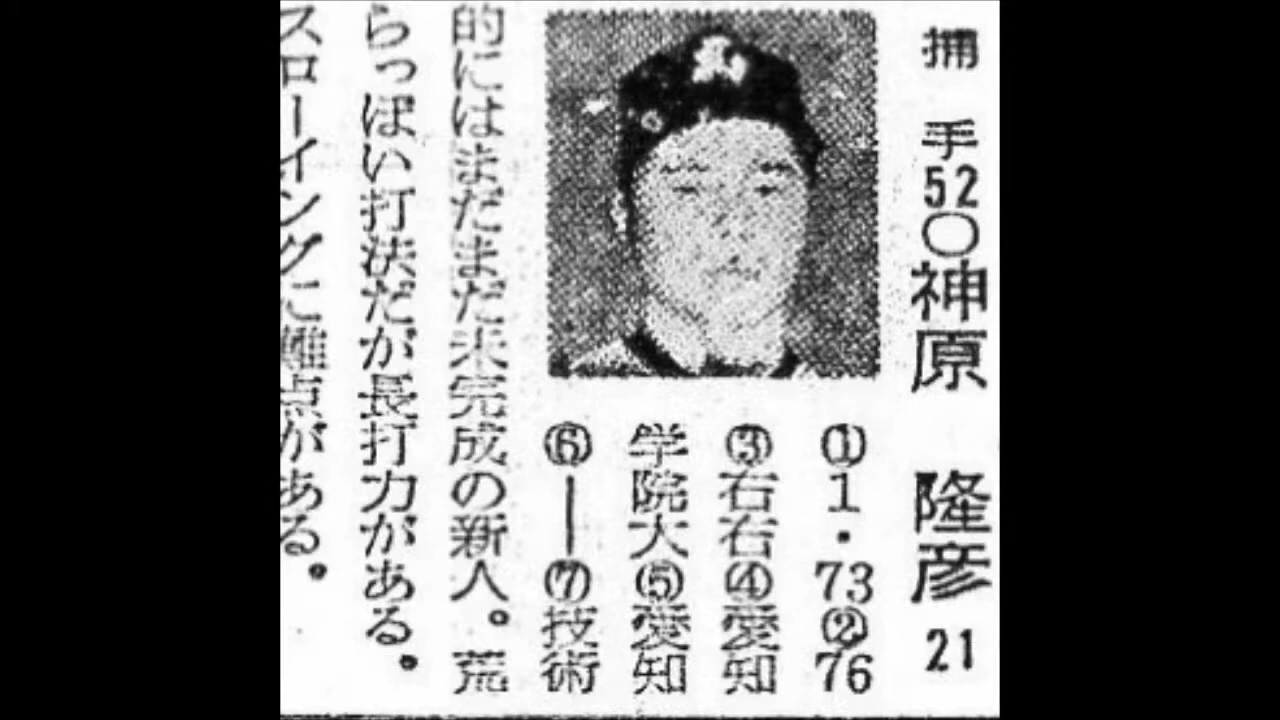 捕手52〇神原隆彦21
①1・73②76
③右右④愛知
学院大⑤愛知
⑥―⑦技術
的にはまだまだ未完成の新人。荒
らっぽい打法だが長打力がある。
スローイングに難点がある。